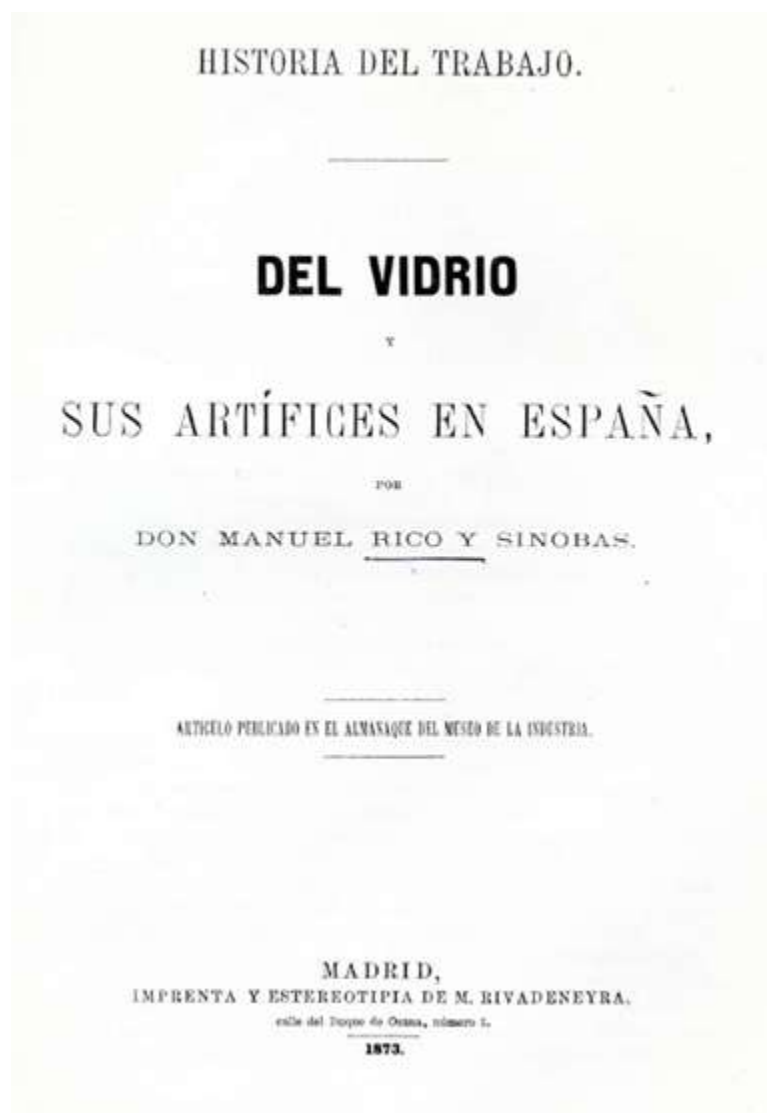 HISTORIA DEL TRABAJO.
DEL VIDRIO
Y
SUS ARTÍFICES EN ESPAÑA,
POR
DON MANUEL RICO Y SINOBAS.
ARTICULO PUBLICADO EN EL ALMANAQUE DEL MUSEO DE LA INDUSTRIA.
MADRID,
IMPRENTA Y ESTEREOTIPIA DE M. RIVADENEYRA.
calle del Duque de Osuna, número 3.
1873.